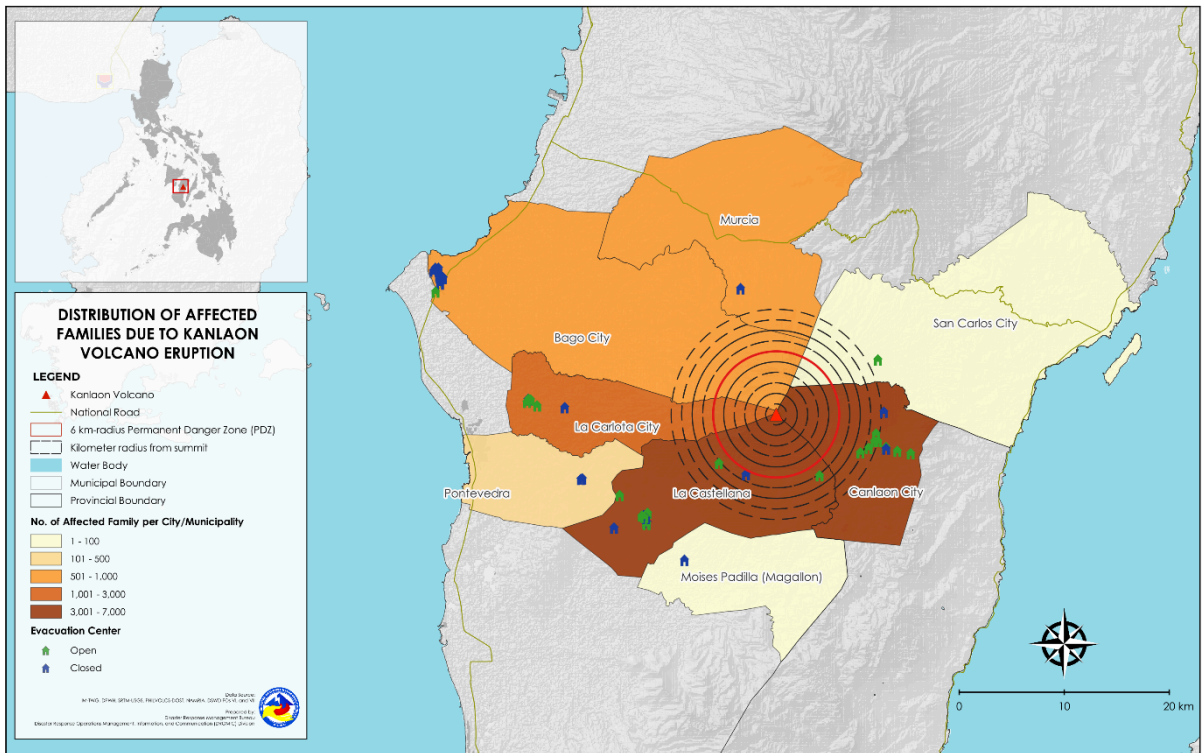 DISTRIBUTION OF AFFECTED
FAMILIES DUE TO KANLAON
VOLCANO ERUPTION
LEGEND
Kanlaon Volcano
National Road
6 km-radius Permanent Danger Zone (PDZ)
Kilometer radius from summit
Water Body
Municipal Boundary
Provincial Boundary
No. of Affected Family per City/Municipality
1 - 100
101 - 500
501 - 1,000
1,001 - 3,000
3,001 - 7,000
Evacuation Center
Open
Closed
Data Source:
Prepared by:
Disaster Response Management Bureau
Murcia
San Carlos City
Bago City
La Carlota City
Pontevedra
La Castellana
Canlaon City
Moises Padilla (Magallon)
0 10 20 km